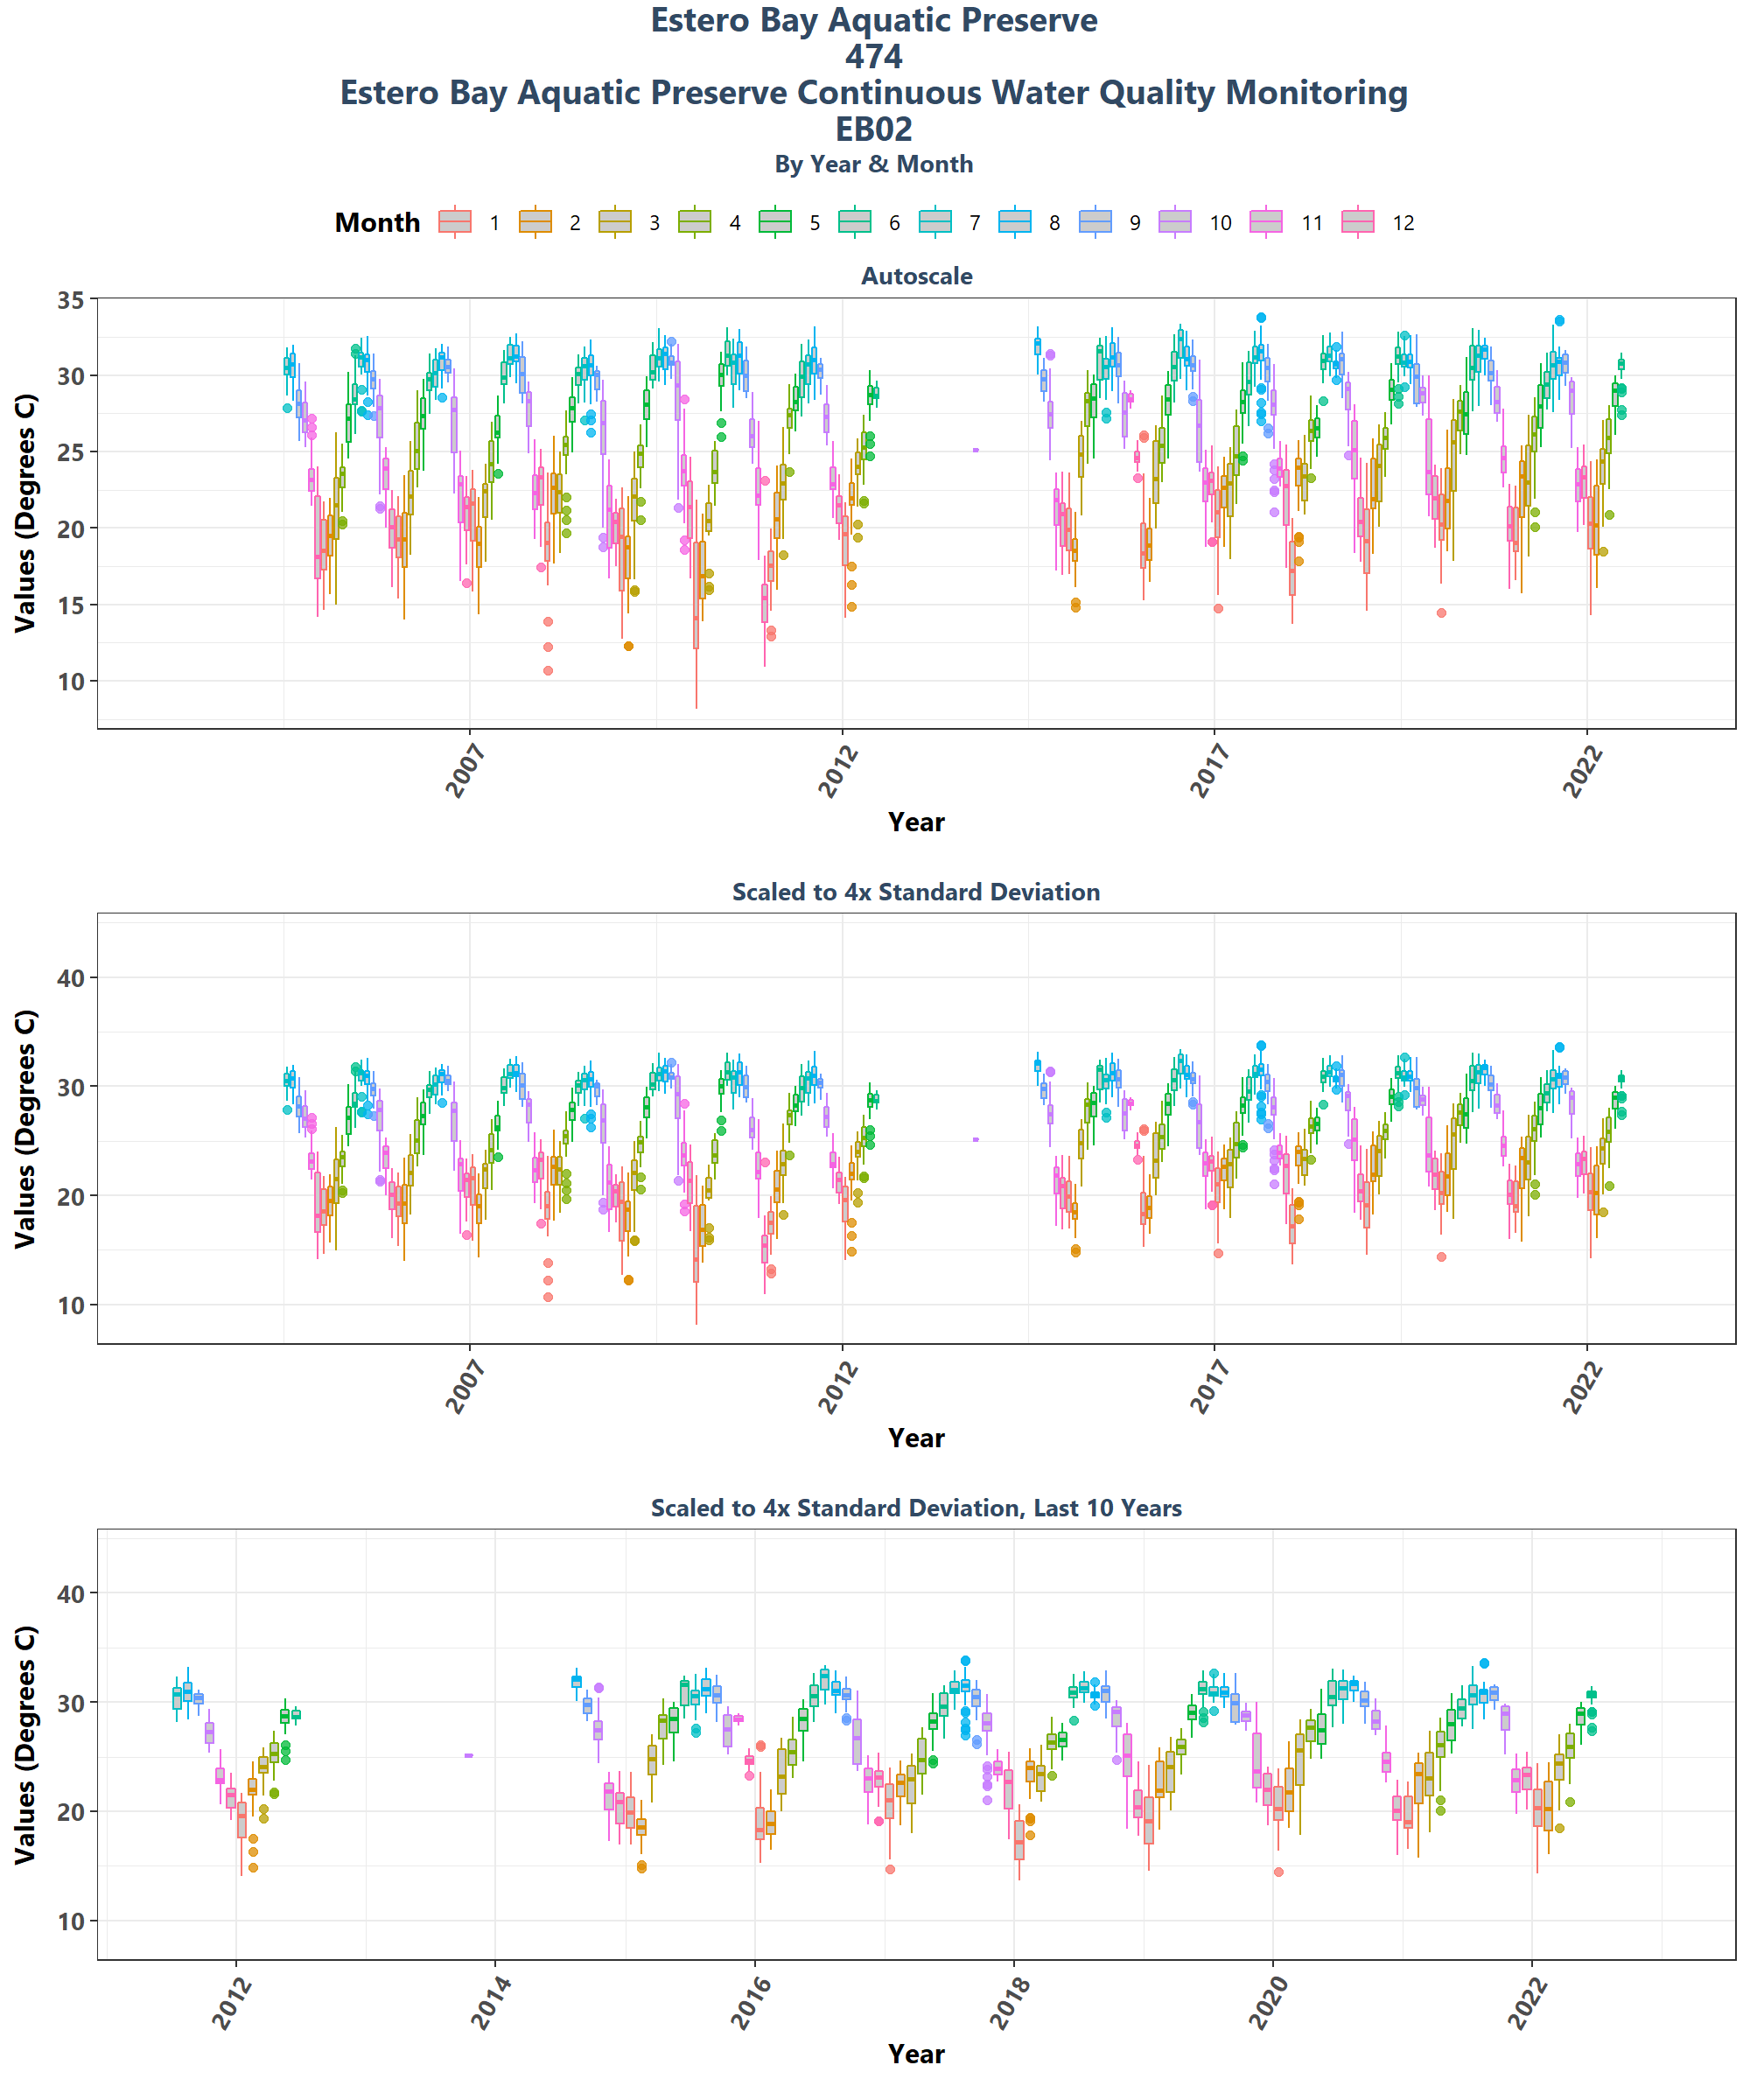 Estero Bay Aquatic Preserve
474
Estero Bay Aquatic Preserve Continuous Water Quality Monitoring
EB02
By Year & Month
Month 1 2 3 4 5 6 7 8 9 10 11 12
Autoscale
Values (Degrees C)
35
30
25
20
15
10
2007 2012 2017 2022
Year
Scaled to 4x Standard Deviation
Values (Degrees C)
40
30
20
10
2007 2012 2017 2022
Year
Scaled to 4x Standard Deviation, Last 10 Years
Values (Degrees C)
40
30
20
10
2012 2014 2016 2018 2020 2022
Year